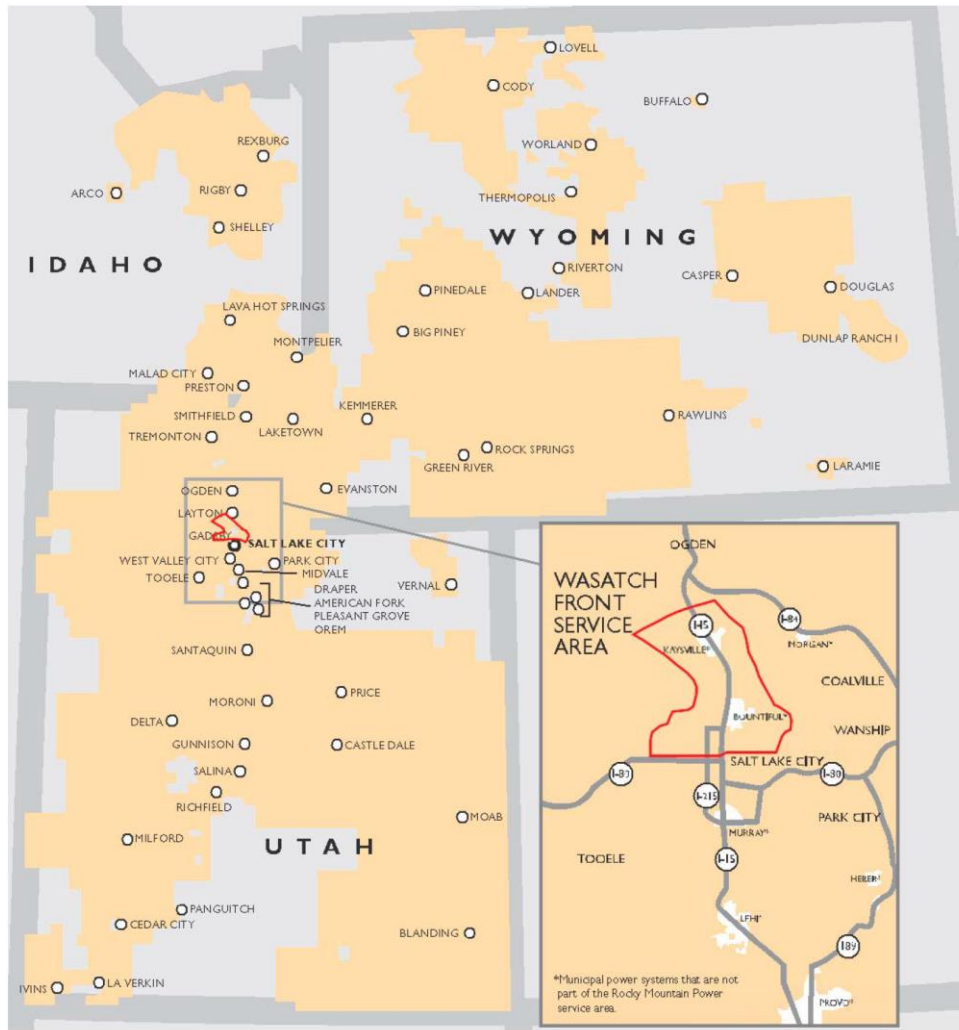 LOVELL
CODY
BUFFALO
REXBURG
WORLAND
ARCO
RIGBY
THERMOPOLIS
SHELLEY
WYOMING
IDAHO
RIVERTON
CASPER
PINEDALE
LANDER
DOUGLAS
LAVA HOT SPRINGS
BIG PINEY
DUNLAP RANCH I
MONTPELIER
MALAD CITY
PRESTON
KEMMERER
SMITHFIELD
LAKETOWN
RAWLINS
TREMONTON
ROCK SPRINGS
GREEN RIVER
LARAMIE
OGDEN
EVANSTON
LAYTON
GADSBY
SALT LAKE CITY
WEST VALLEY CITY
PARK CITY
MIDVALE
TOOELE
VERNAL
DRAPER
AMERICAN FORK
PLEASANT GROVE
OREM
SANTAQUIN
PRICE
MORONI
DELTA
GUNNISON
CASTLE DALE
SALINA
RICHFIELD
MOAB
MILFORD
UTAH
PANGUITCH
CEDAR CITY
BLANDING
LA VERKIN
IVINS
OGDEN
WASATCH
FRONT
SERVICE
AREA
I-15
I-84
KAYSVILLE*
MORGAN*
COALVILLE
BOUNTIFUL*
WANSHIP
SALT LAKE CITY
I-80
I-80
I-215
PARK CITY
MURRAY*
TOOELE
I-15
HEBER*
LEHI*
189
*Municipal power systems that are not
part of the Rocky Mountain Power
service area.
PROVO*